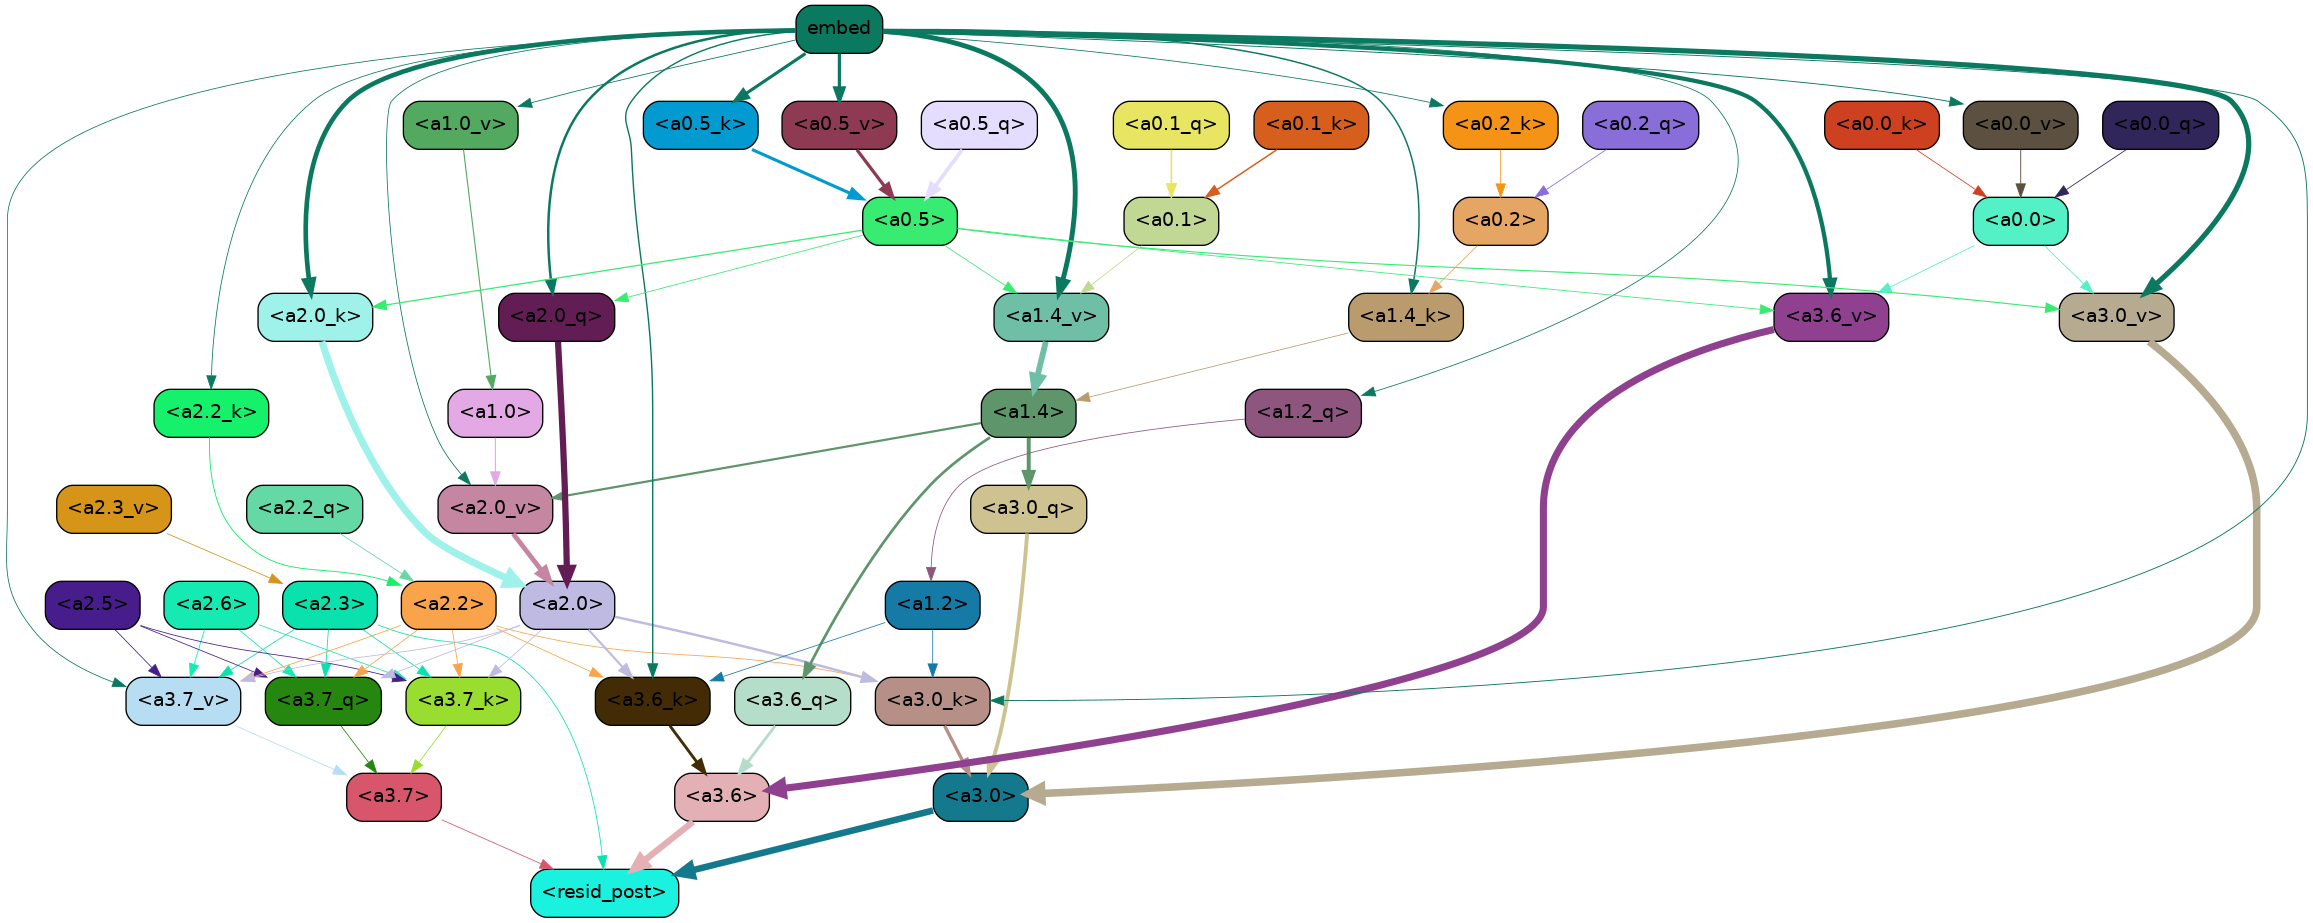 embed
<a1.0_v>
<a0.5_k>
<a0.5_v>
<a0.5_q>
<a0.1_q>
<a0.1_k>
<a0.2_k>
<a0.2_q>
<a0.0_k>
<a0.0_v>
<a0.0_q>
<a0.5>
<a0.1>
<a0.2>
<a0.0>
<a2.0_k>
<a2.0_q>
<a1.4_v>
<a1.4_k>
<a3.6_v>
<a3.0_v>
<a2.2_k>
<a1.0>
<a1.4>
<a1.2_q>
<a2.3_v>
<a2.2_q>
<a2.0_v>
<a3.0_q>
<a2.5>
<a2.6>
<a2.3>
<a2.2>
<a2.0>
<a1.2>
<a3.7_v>
<a3.7_q>
<a3.7_k>
<a3.6_k>
<a3.6_q>
<a3.0_k>
<a3.7>
<a3.6>
<a3.0>
<resid_post>